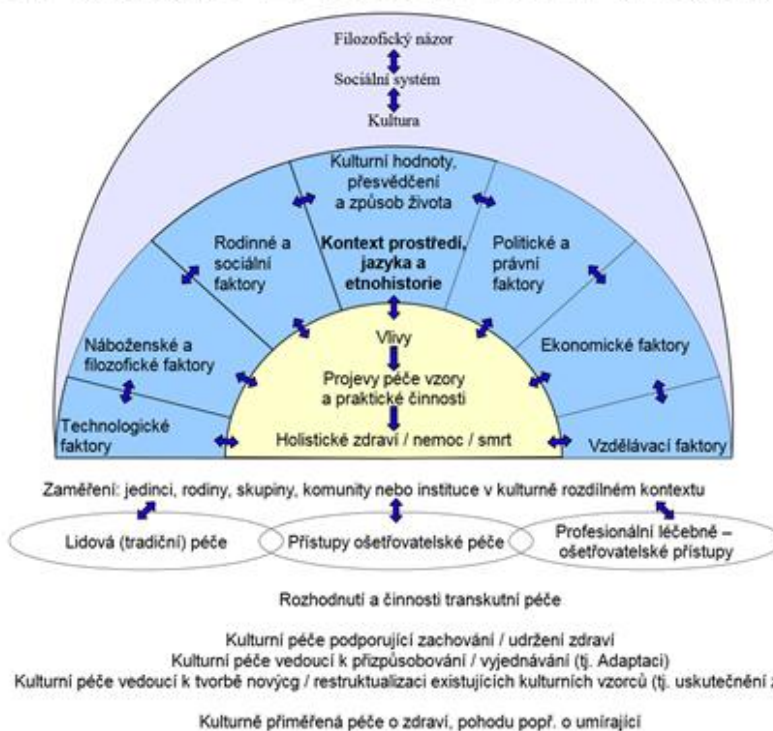 Filozofický názor
Sociální systém
Kultura
Kulturní hodnoty,
přesvědčení
a způsob života
Rodinné a
sociální
faktory
Kontext prostředí,
jazyka a
etnohistorie
Politické a
právní
faktory
Náboženské a
filozofické faktory
Vlivy
Ekonomické faktory
Projevy péče vzory
a praktické činnosti
Technologické
faktory
Holistické zdraví / nemoc / smrt
Vzdělávací faktory
Zaměření: jedinci, rodiny, skupiny, komunity nebo instituce v kulturně rozdílném kontextu
Lidová (tradiční) péče
Přístupy ošetřovatelské péče
Profesionální léčebně –
ošetřovatelské přístupy
Rozhodnutí a činnosti transkutní péče
Kulturní péče podporující zachování / udržení zdraví
Kulturní péče vedoucí k přizpůsobování / vyjednávání (tj. Adaptaci)
Kulturní péče vedoucí k tvorbě novýcg / restruktualizaci existujících kulturních vzorců (tj. uskutečnění
Kulturně přiměřená péče o zdraví, pohodu popř. o umírající